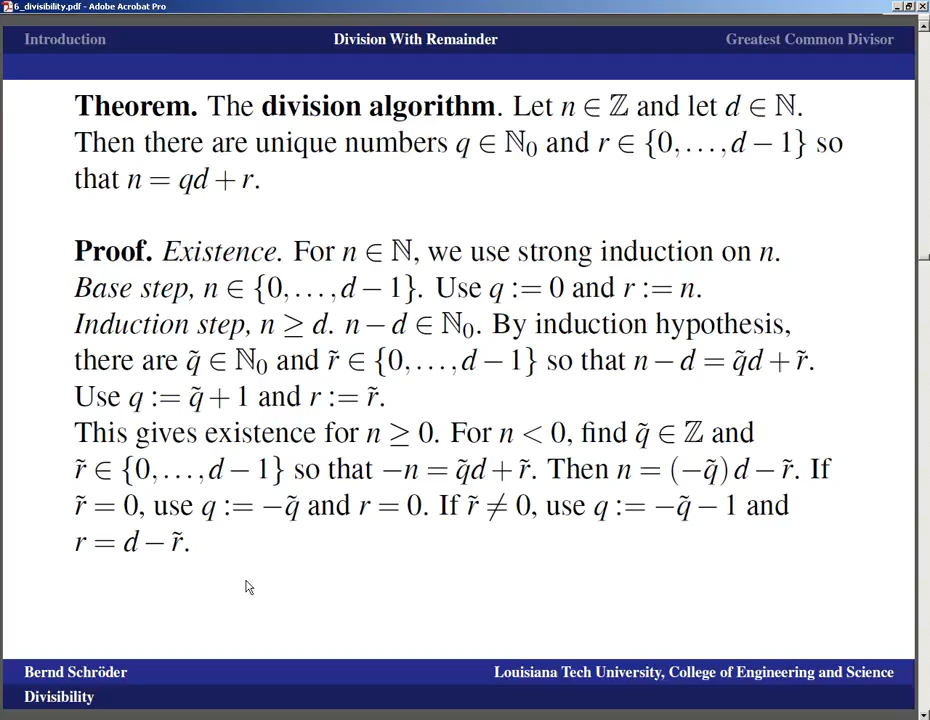 6_divisibility.pdf - Adobe Acrobat Pro
Introduction Division With Remainder Greatest Common Divisor
Theorem. The division algorithm. Let n ∈ ℤ and let d ∈ ℕ.
Then there are unique numbers q ∈ ℕ₀ and r ∈ {0,...,d − 1} so
that n = qd + r.
Proof. Existence. For n ∈ ℕ, we use strong induction on n.
Base step, n ∈ {0,...,d − 1}. Use q := 0 and r := n.
Induction step, n ≥ d. n − d ∈ ℕ₀. By induction hypothesis,
there are q̃ ∈ ℕ₀ and r̃ ∈ {0,...,d − 1} so that n − d = q̃d + r̃.
Use q := q̃ + 1 and r := r̃.
This gives existence for n ≥ 0. For n < 0, find q̃ ∈ ℤ and
r̃ ∈ {0,...,d − 1} so that −n = q̃d + r̃. Then n = (−q̃)d − r̃. If
r̃ = 0, use q := −q̃ and r = 0. If r̃ ≠ 0, use q := −q̃ − 1 and
r = d − r̃.
Bernd Schröder Louisiana Tech University, College of Engineering and Science
Divisibility